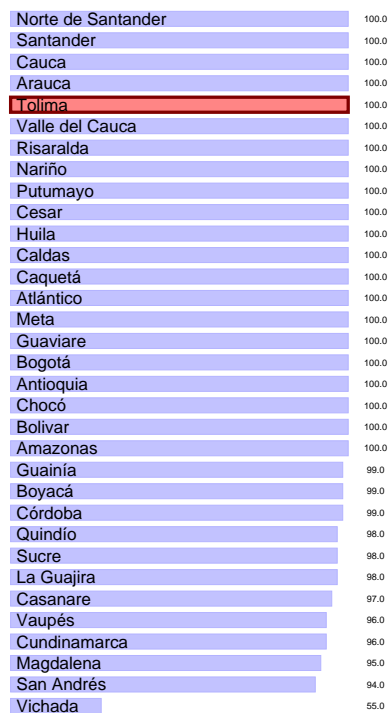 Norte de Santander 100.0
Santander 100.0
Cauca 100.0
Arauca 100.0
Tolima 100.0
Valle del Cauca 100.0
Risaralda 100.0
Nariño 100.0
Putumayo 100.0
Cesar 100.0
Huila 100.0
Caldas 100.0
Caquetá 100.0
Atlántico 100.0
Meta 100.0
Guaviare 100.0
Bogotá 100.0
Antioquia 100.0
Chocó 100.0
Bolivar 100.0
Amazonas 100.0
Guainía 99.0
Boyacá 99.0
Córdoba 99.0
Quindío 98.0
Sucre 98.0
La Guajira 98.0
Casanare 97.0
Vaupés 96.0
Cundinamarca 96.0
Magdalena 95.0
San Andrés 94.0
Vichada 55.0